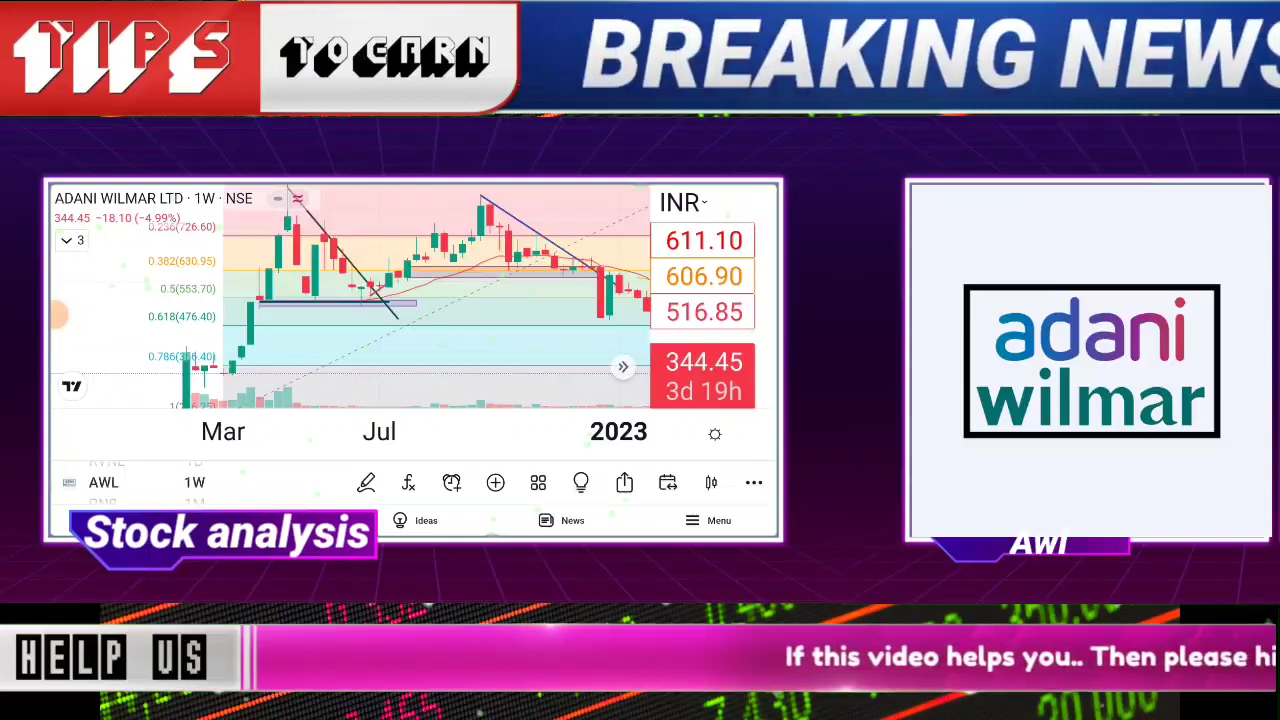 TIPS
TO EARN
BREAKING NEWS
ADANI WILMAR LTD · 1W · NSE
344.45 −18.10 (−4.99%)
3
0.236(726.60)
0.382(630.95)
0.5(553.70)
0.618(476.40)
INR
611.10
606.90
516.85
344.45
3d 19h
Mar
Jul
2023
AWL
1W
Ideas
News
Menu
Stock analysis
adani
wilmar
HELP US
If this video helps you.. Then please hi